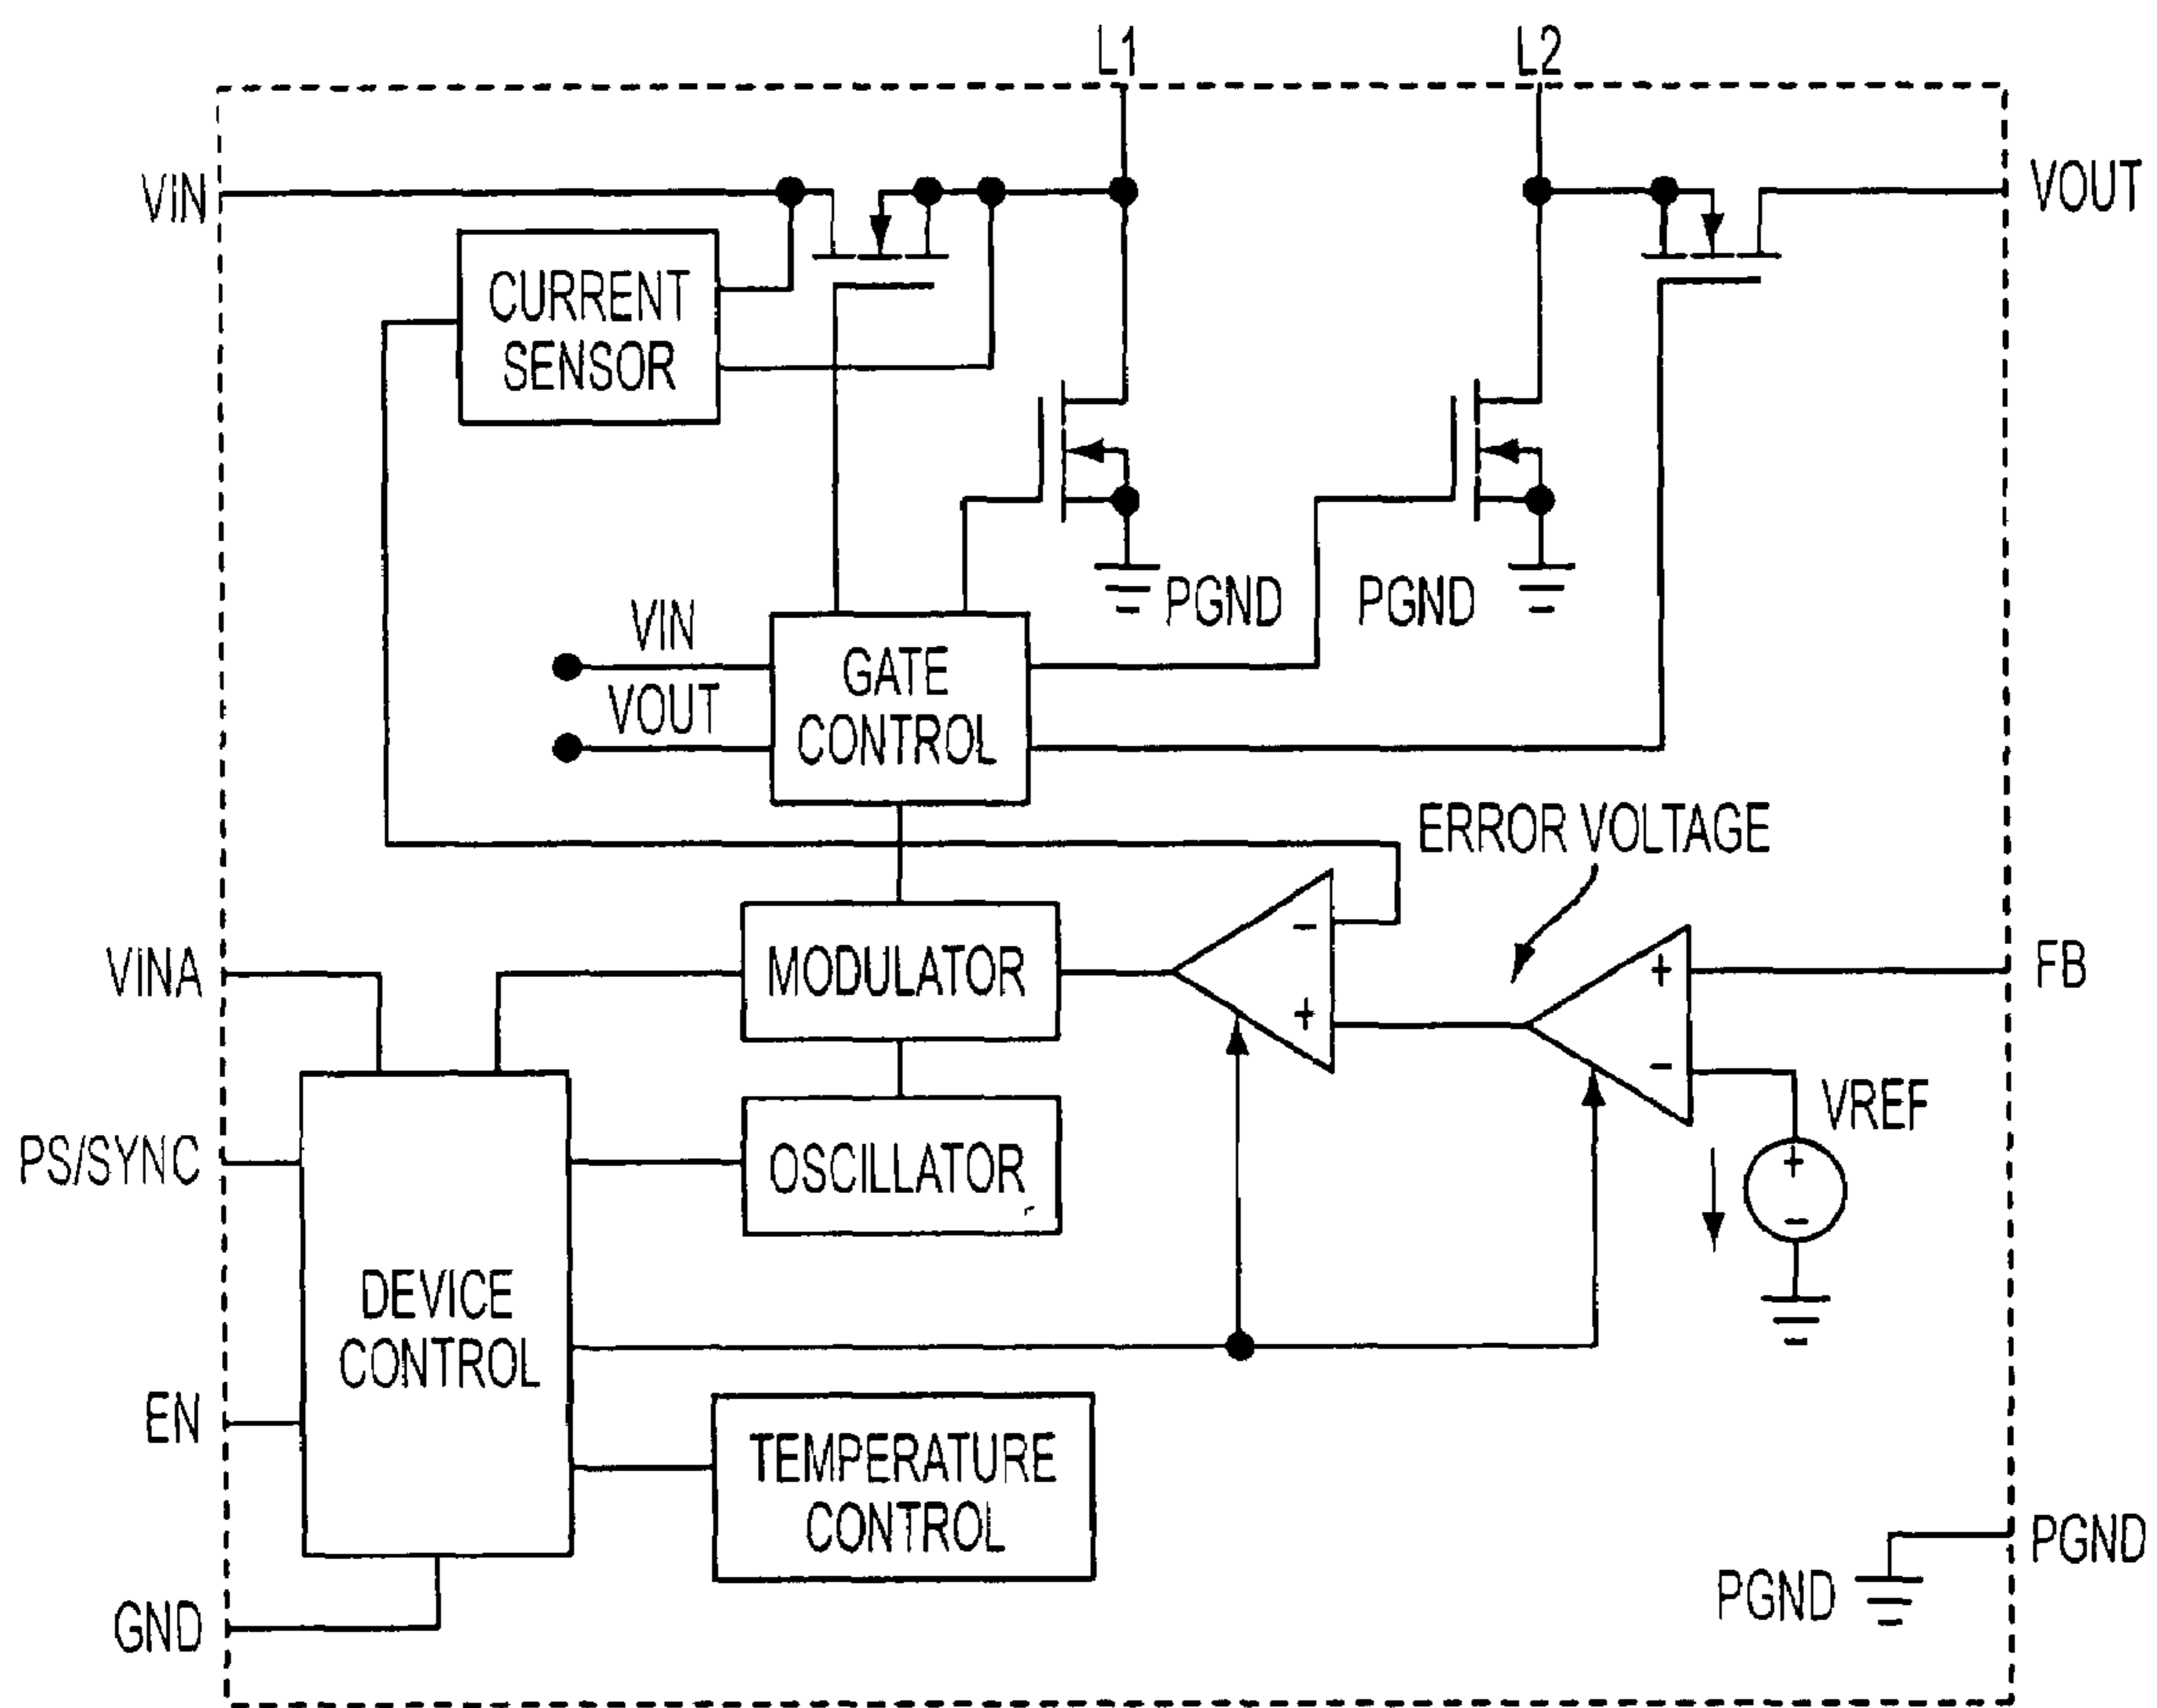 L1
L2
VIN
VOUT
CURRENT
SENSOR
PGND
PGND
VIN
VOUT
GATE
CONTROL
ERROR VOLTAGE
VINA
MODULATOR
-
+
+
-
FB
VREF
+
-
PS/SYNC
OSCILLATOR
DEVICE
CONTROL
EN
TEMPERATURE
CONTROL
PGND
PGND
GND